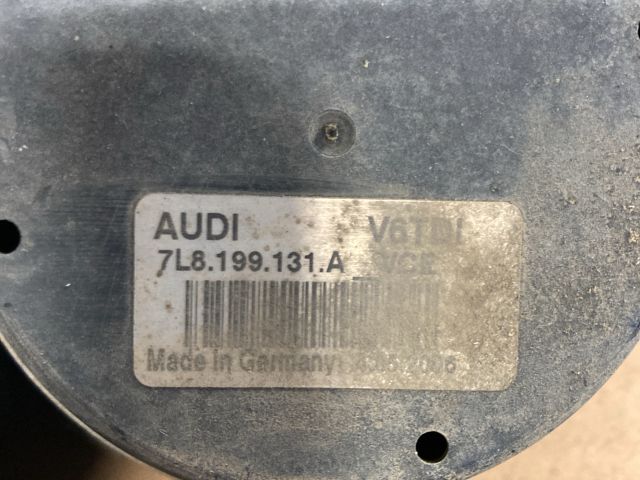 AUDI V6TDI
7L8.199.131.A
Made in Germany